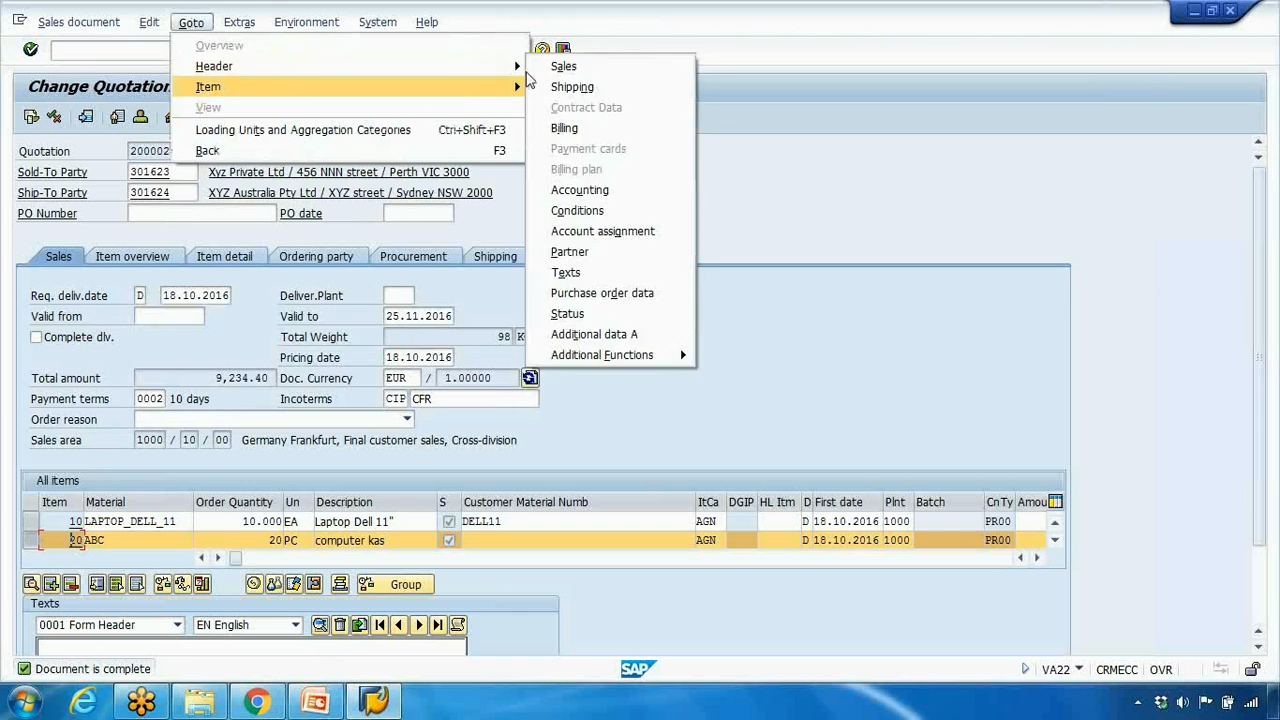 Sales document Edit Goto Extras Environment System Help
Overview
Header
Item
View
Loading Units and Aggregation Categories Ctrl+Shift+F3
Back F3
Sales
Shipping
Contract Data
Billing
Payment cards
Billing plan
Accounting
Conditions
Account assignment
Partner
Texts
Purchase order data
Status
Additional data A
Additional Functions
Change Quotation
Quotation 200002
Sold-To Party 301623 Xyz Private Ltd / 456 NNN street / Perth VIC 3000
Ship-To Party 301624 XYZ Australia Pty Ltd / XYZ street / Sydney NSW 2000
PO Number PO date
Sales Item overview Item detail Ordering party Procurement Shipping
Req. deliv.date D 18.10.2016 Deliver.Plant
Valid from Valid to 25.11.2016
Complete dlv. Total Weight 98
Pricing date 18.10.2016
Total amount 9,234.40 Doc. Currency EUR / 1.00000
Payment terms 0002 10 days Incoterms CIP CFR
Order reason
Sales area 1000 / 10 / 00 Germany Frankfurt, Final customer sales, Cross-division
All items
Item Material Order Quantity Un Description S Customer Material Numb ItCa DGIP HL Itm D First date Plnt Batch CnTy Amou
10 LAPTOP_DELL_11 10.000 EA Laptop Dell 11" DELL11 AGN D 18.10.2016 1000 PR00
20 ABC 20 PC computer kas AGN D 18.10.2016 1000 PR00
Group
Texts
0001 Form Header EN English
Document is complete SAP VA22 CRMECC OVR